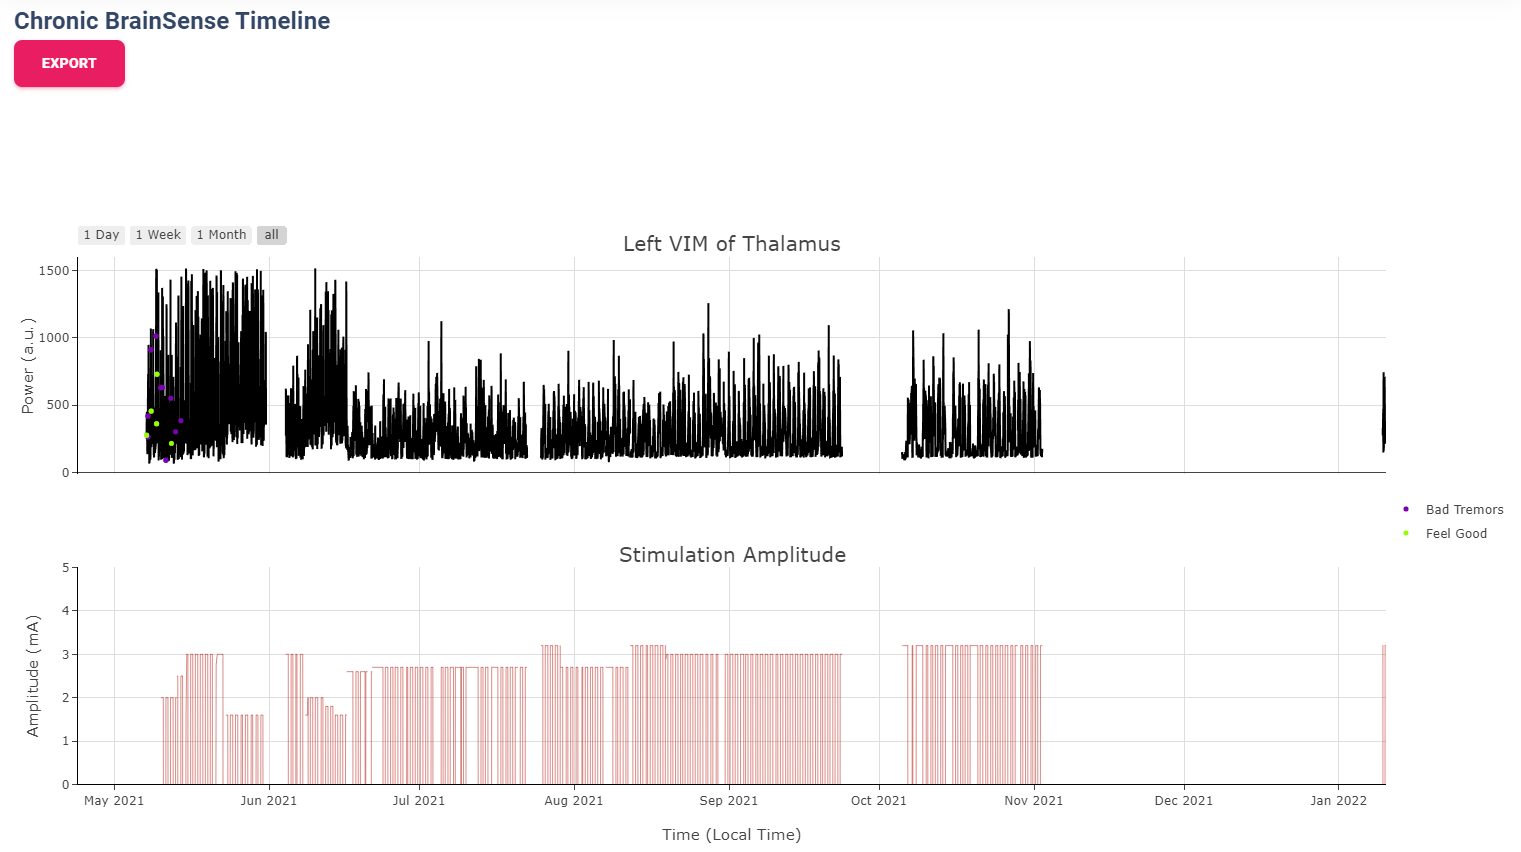 Chronic BrainSense Timeline
EXPORT
1 Day 1 Week 1 Month all
Left VIM of Thalamus
1500
1000
500
0
Power (a.u.)
Bad Tremors
Feel Good
Stimulation Amplitude
5
4
3
2
1
0
Amplitude (mA)
May 2021 Jun 2021 Jul 2021 Aug 2021 Sep 2021 Oct 2021 Nov 2021 Dec 2021 Jan 2022
Time (Local Time)